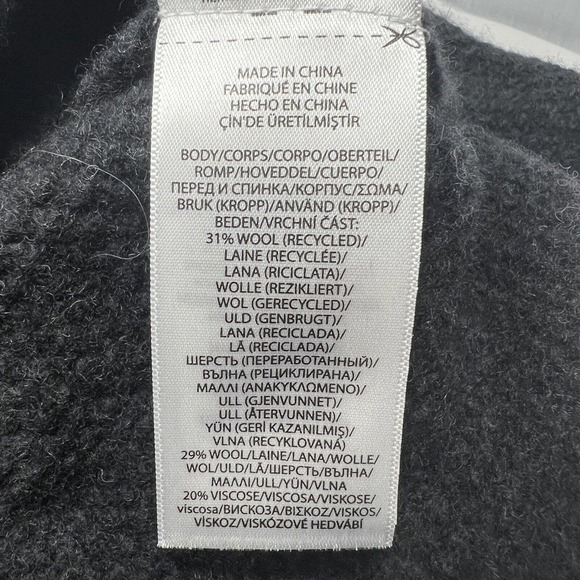 MADE IN CHINA
FABRIQUÉ EN CHINE
HECHO EN CHINA
ÇİN'DE ÜRETİLMİŞTİR
BODY/CORPS/CORPO/OBERTEIL/
ROMP/HOVEDDEL/CUERPO/
ПЕРЕД И СПИНКА/КОРПУС/ΣΩΜΑ/
BRUK (KROPP)/ANVÄND (KROPP)/
BEDEN/VRCHNÍ ČÁST:
31% WOOL (RECYCLED)/
LAINE (RECYCLÉE)/
LANA (RICICLATA)/
WOLLE (REZIKLIERT)/
WOL (GERECYCLED)/
ULD (GENBRUGT)/
LANA (RECICLADA)/
LÃ (RECICLADA)/
ШЕРСТЬ (ПЕРЕРАБОТАННЫЙ)/
ВЪЛНА (РЕЦИКЛИРАНА)/
ΜΑΛΛΙ (ΑΝΑΚΥΚΛΩΜΕΝΟ)/
ULL (GJENVUNNET)/
ULL (ÅTERVUNNEN)/
YÜN (GERİ KAZANILMIŞ)/
VLNA (RECYKLOVANÁ)
29% WOOL/LAINE/LANA/WOLLE/
WOL/ULD/LÃ/ШЕРСТЬ/ВЪЛНА/
ΜΑΛΛΙ/ULL/YÜN/VLNA
20% VISCOSE/VISCOSA/VISKOSE/
viscosa/ВИСКОЗА/ΒΙΣΚΟΖ/VISKOS/
VİSKOZ/VISKÓZOVÉ HEDVÁBÍ